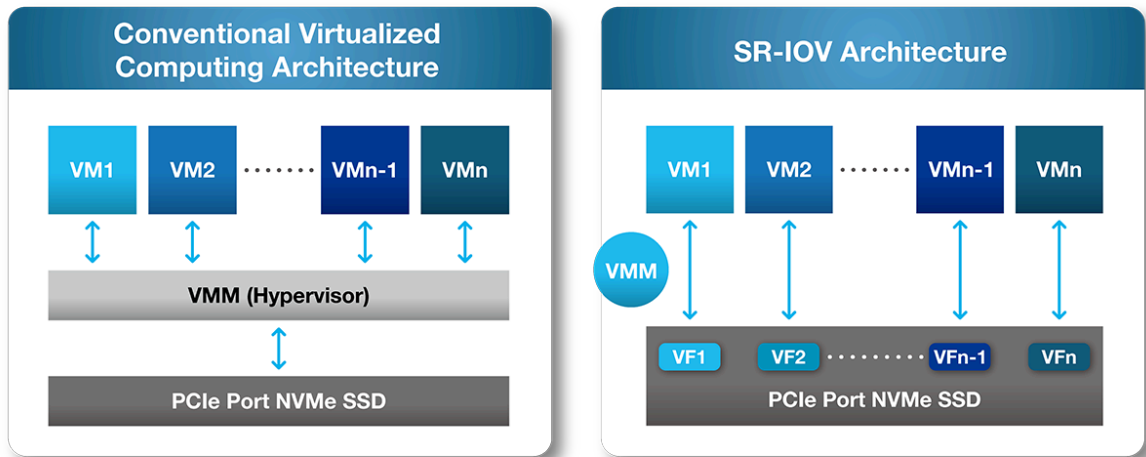 Conventional Virtualized
Computing Architecture
VM1 VM2 VMn-1 VMn
VMM (Hypervisor)
PCIe Port NVMe SSD
SR-IOV Architecture
VM1 VM2 VMn-1 VMn
VMM
VF1 VF2 VFn-1 VFn
PCIe Port NVMe SSD